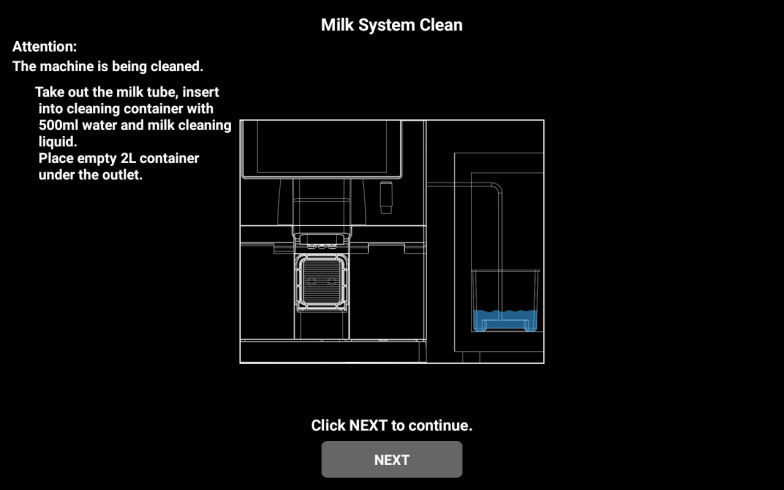 Milk System Clean
Attention:
The machine is being cleaned.
Take out the milk tube, insert
into cleaning container with
500ml water and milk cleaning
liquid.
Place empty 2L container
under the outlet.
Click NEXT to continue.
NEXT